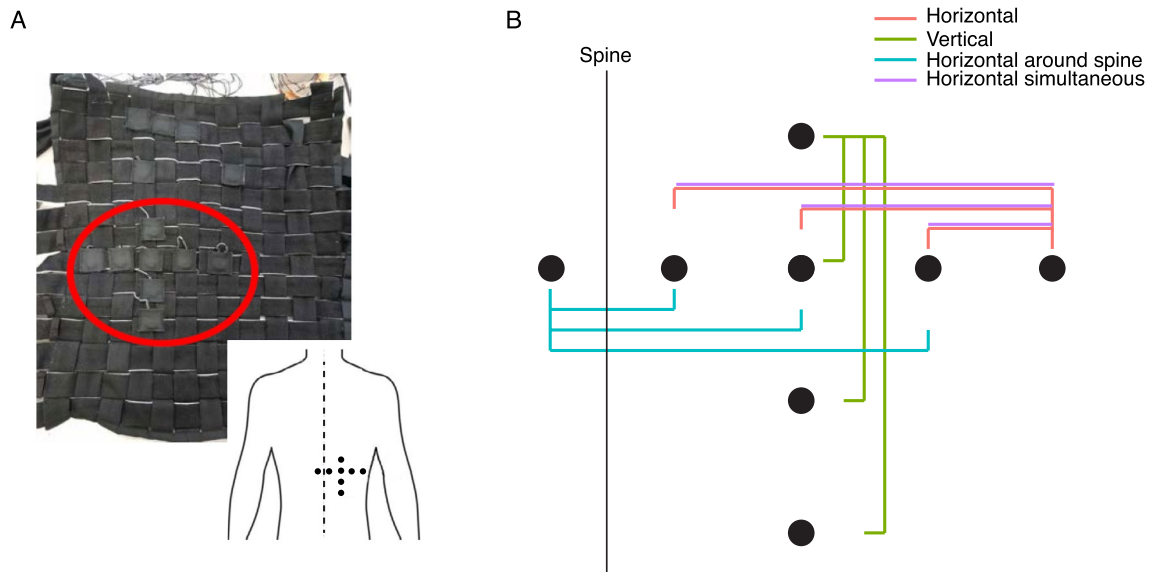 A
B
Horizontal
Vertical
Horizontal around spine
Horizontal simultaneous
Spine